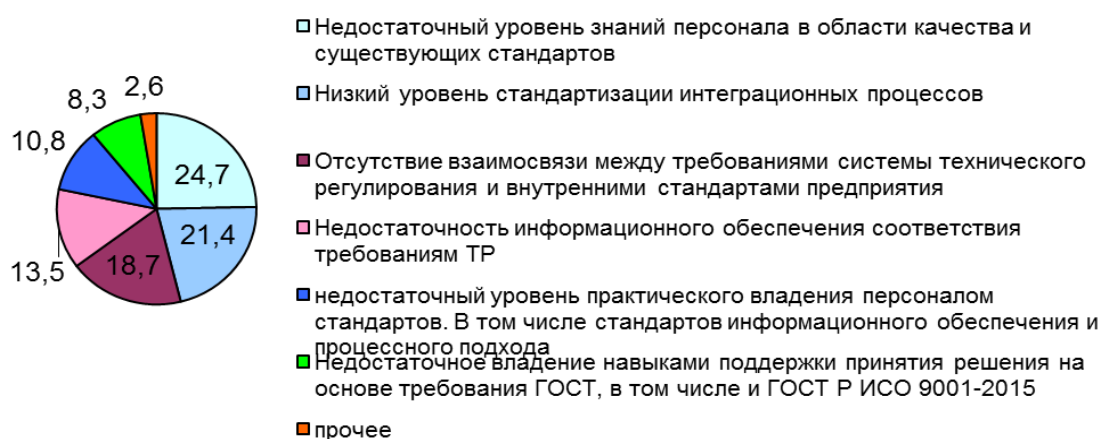 8,3
2,6
10,8
24,7
21,4
18,7
13,5
Недостаточный уровень знаний персонала в области качества и
существующих стандартов
Низкий уровень стандартизации интеграционных процессов
Отсутствие взаимосвязи между требованиями системы технического
регулирования и внутренними стандартами предприятия
Недостаточность информационного обеспечения соответствия
требованиям ТР
недостаточный уровень практического владения персоналом
стандартов. В том числе стандартов информационного обеспечения и
процессного подхода
Недостаточное владение навыками поддержки принятия решения на
основе требования ГОСТ, в том числе и ГОСТ Р ИСО 9001-2015
прочее